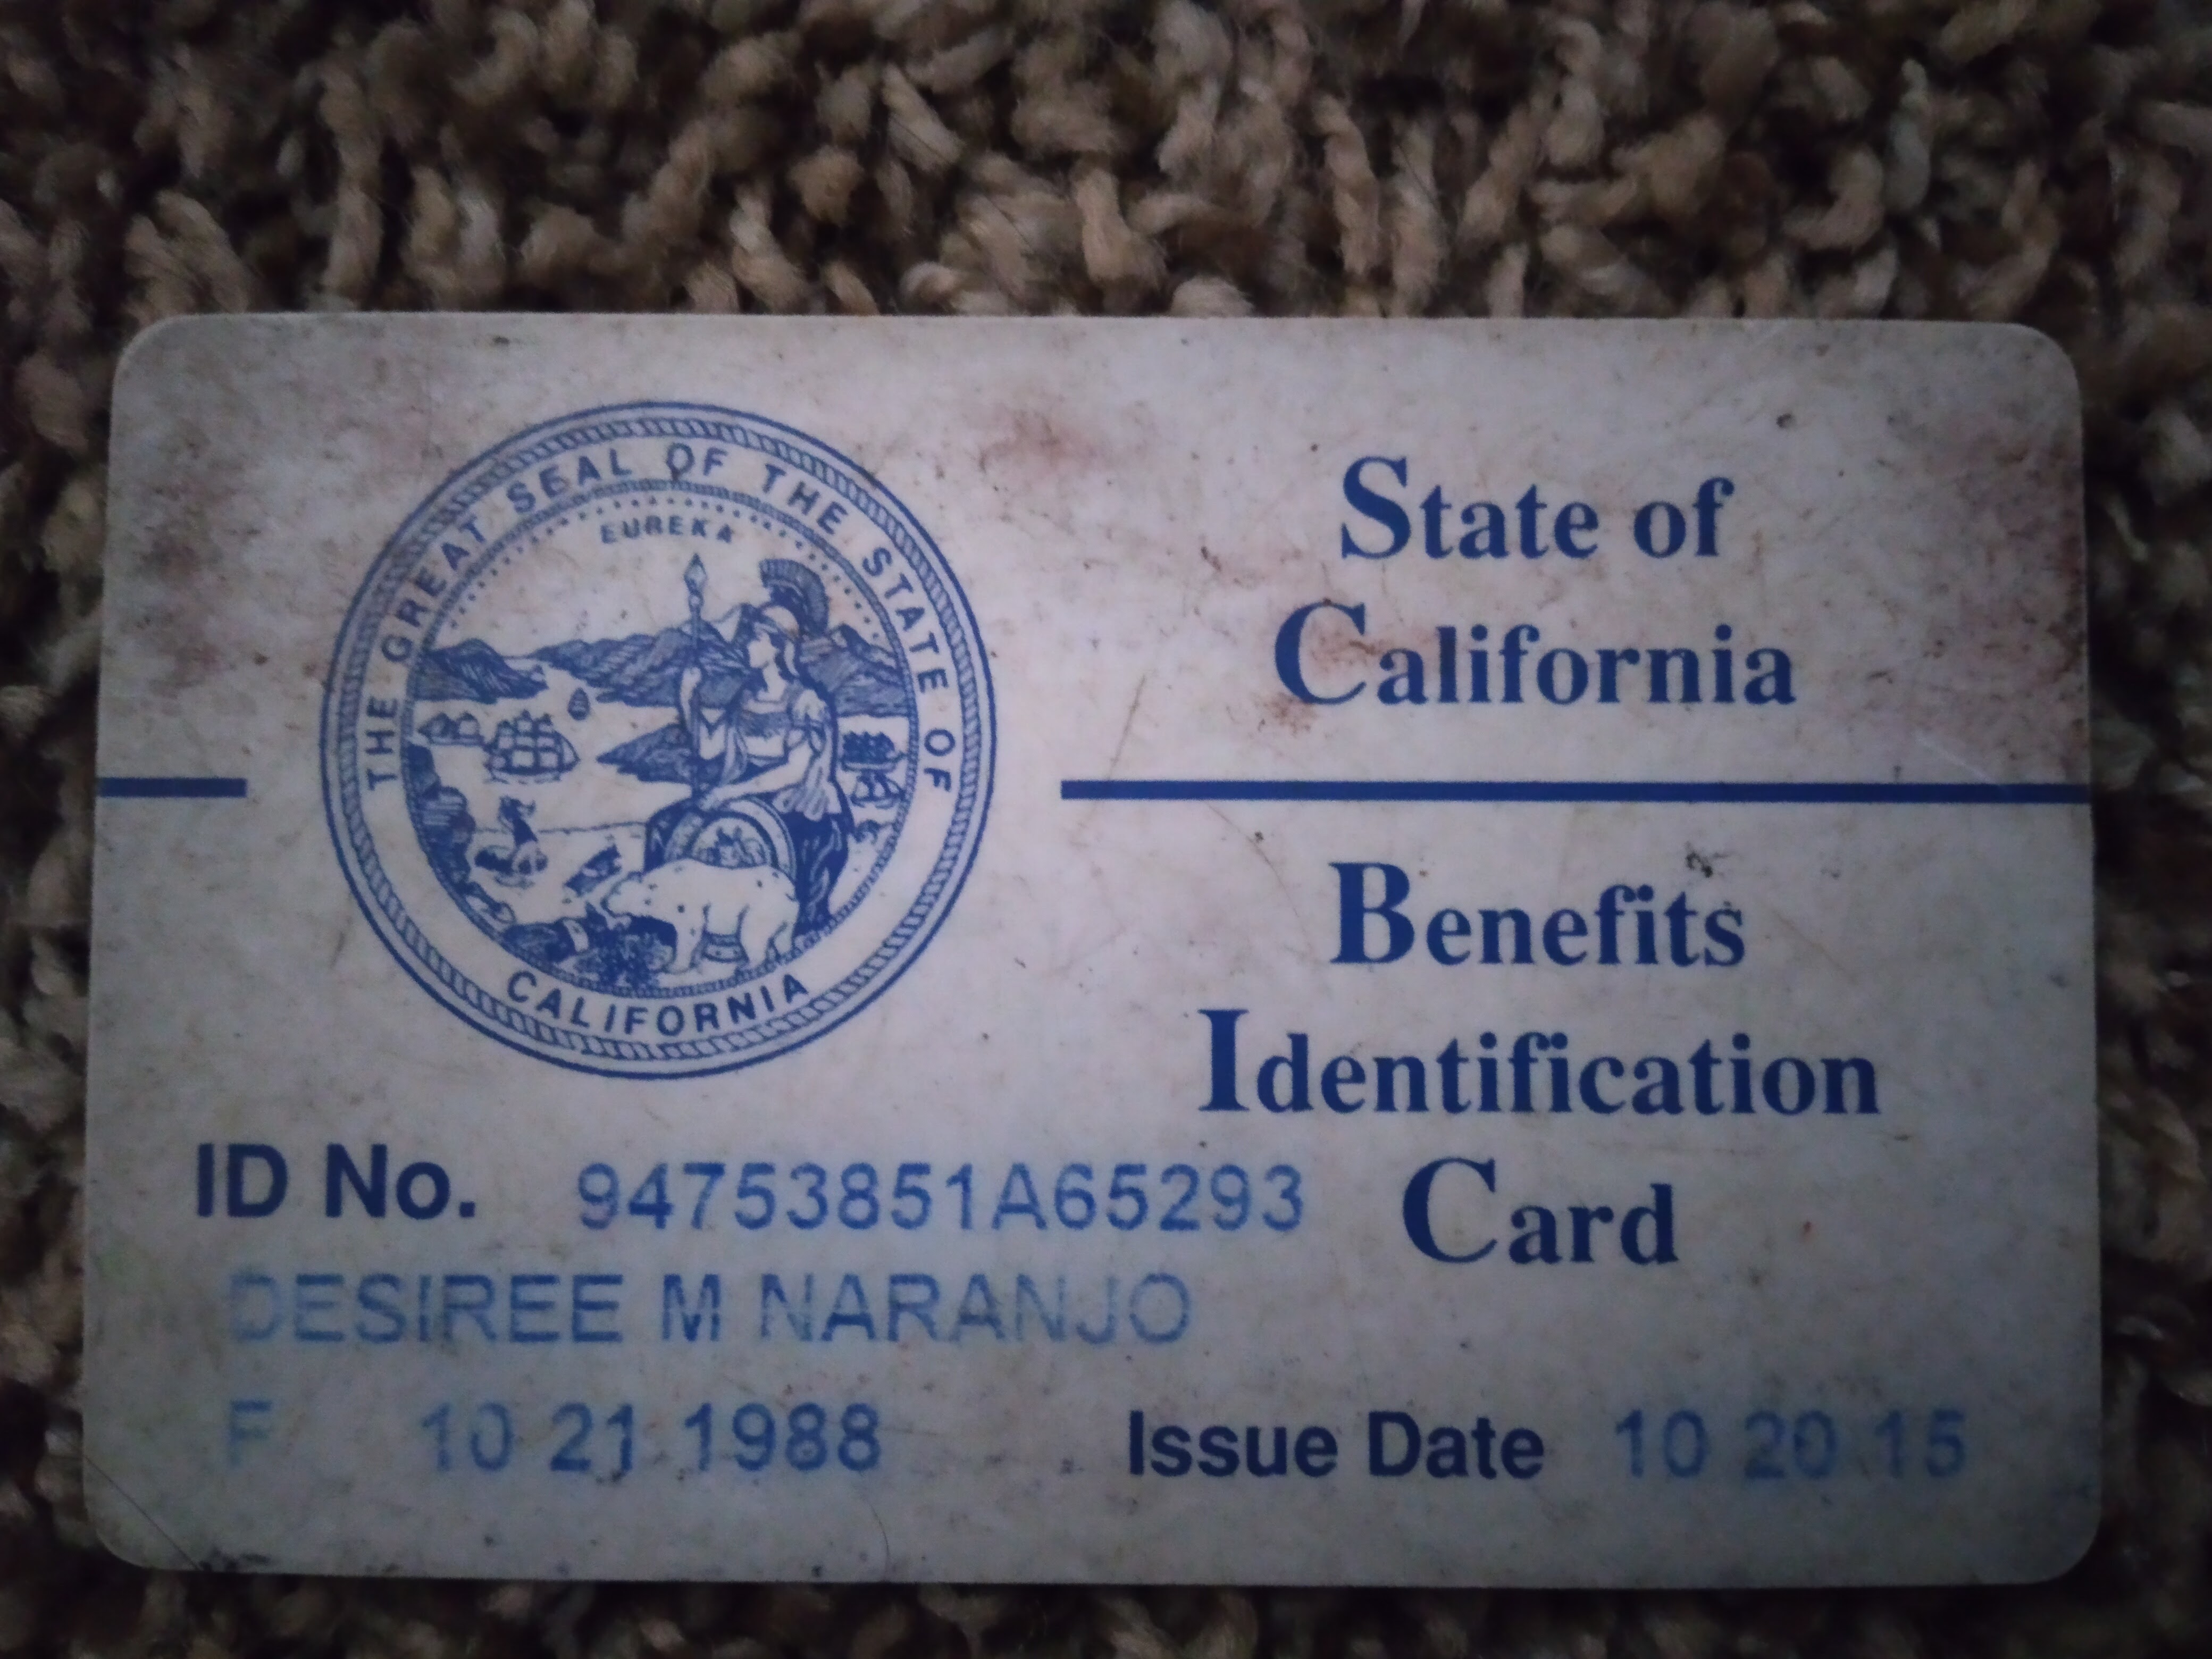 THE GREAT SEAL OF THE STATE OF
EUREKA
CALIFORNIA
State of
California
Benefits
Identification
Card
ID No. 94753851A65293
DESIREE M NARANJO
F 10 21 1988 Issue Date 10 20 15